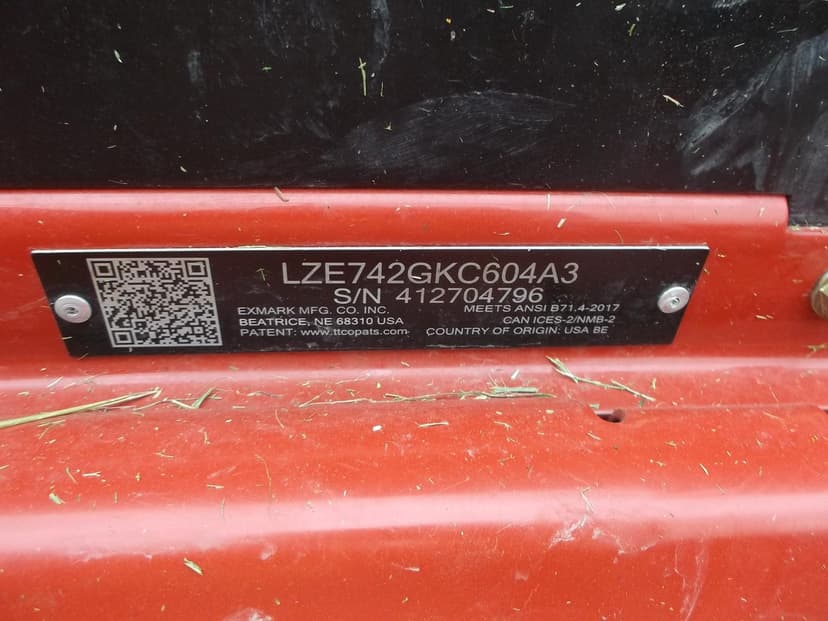 LZE742GKC604A3
S/N 412704796
EXMARK MFG. CO. INC. MEETS ANSI B71.4-2017
BEATRICE, NE 68310 USA CAN ICES-2/NMB-2
PATENT: www.ttcopats.com COUNTRY OF ORIGIN: USA BE